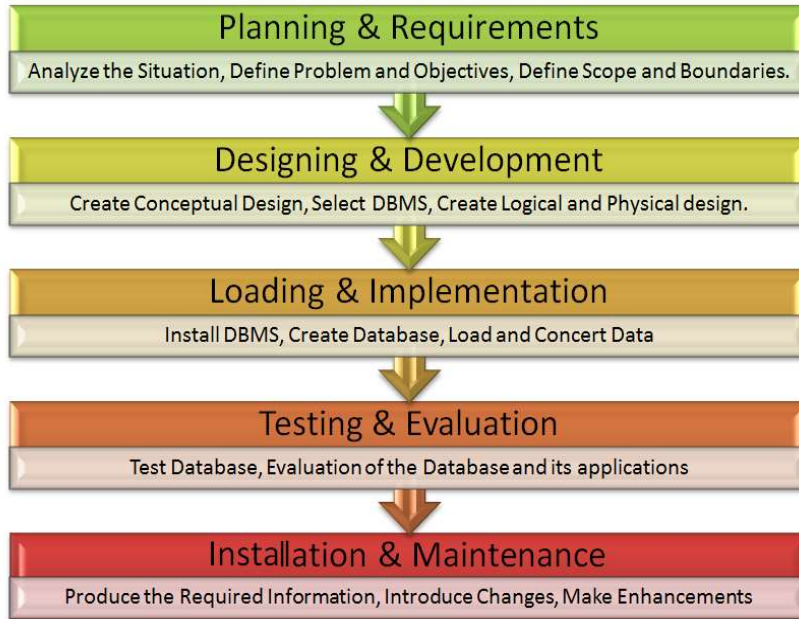 Planning & Requirements
Analyze the Situation, Define Problem and Objectives, Define Scope and Boundaries.
Designing & Development
Create Conceptual Design, Select DBMS, Create Logical and Physical design.
Loading & Implementation
Install DBMS, Create Database, Load and Concert Data
Testing & Evaluation
Test Database, Evaluation of the Database and its applications
Installation & Maintenance
Produce the Required Information, Introduce Changes, Make Enhancements